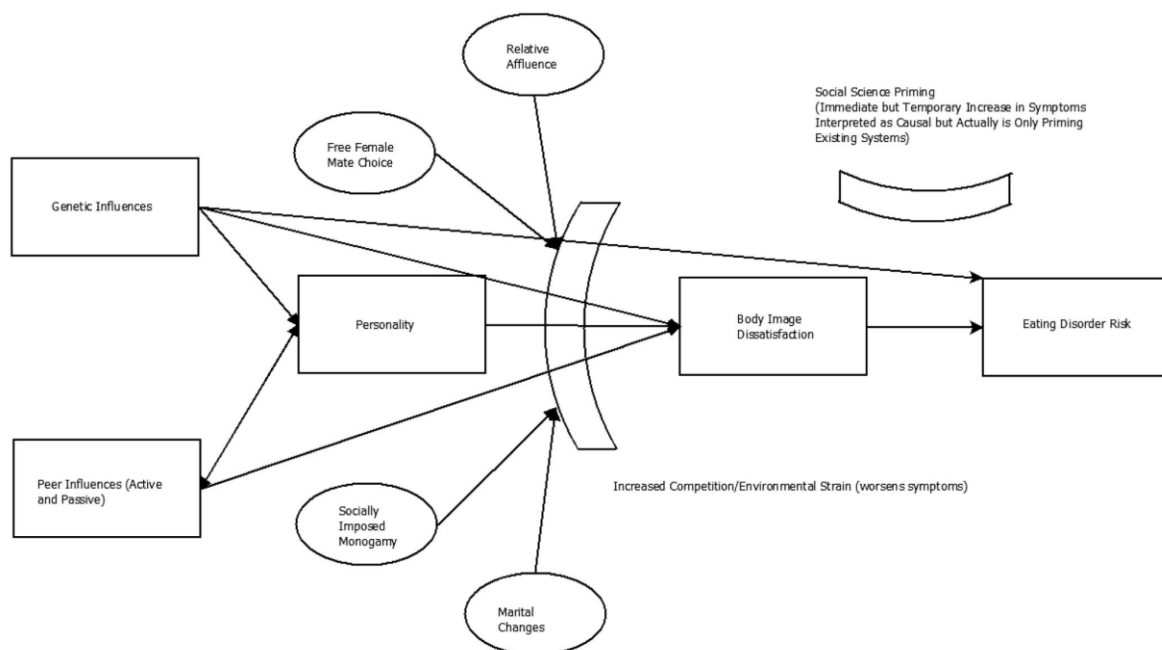 Relative
Affluence
Social Science Priming
(Immediate but Temporary Increase in Symptoms
Interpreted as Causal but Actually is Only Priming
Existing Systems)
Free Female
Mate Choice
Genetic Influences
Personality
Body Image
Dissatisfaction
Eating Disorder Risk
Peer Influences (Active
and Passive)
Increased Competition/Environmental Strain (worsens symptoms)
Socially
Imposed
Monogamy
Marital
Changes